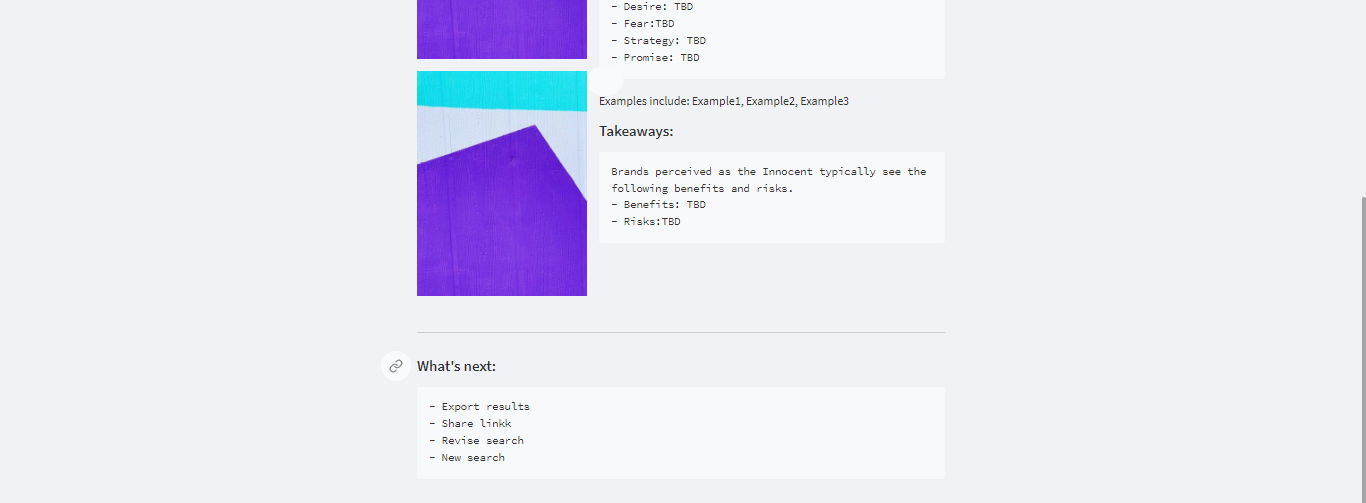 - Desire: TBD
- Fear:TBD
- Strategy: TBD
- Promise: TBD
Examples include: Example1, Example2, Example3
Takeaways:
Brands perceived as the Innocent typically see the
following benefits and risks.
- Benefits: TBD
- Risks:TBD
What's next:
- Export results
- Share linkk
- Revise search
- New search